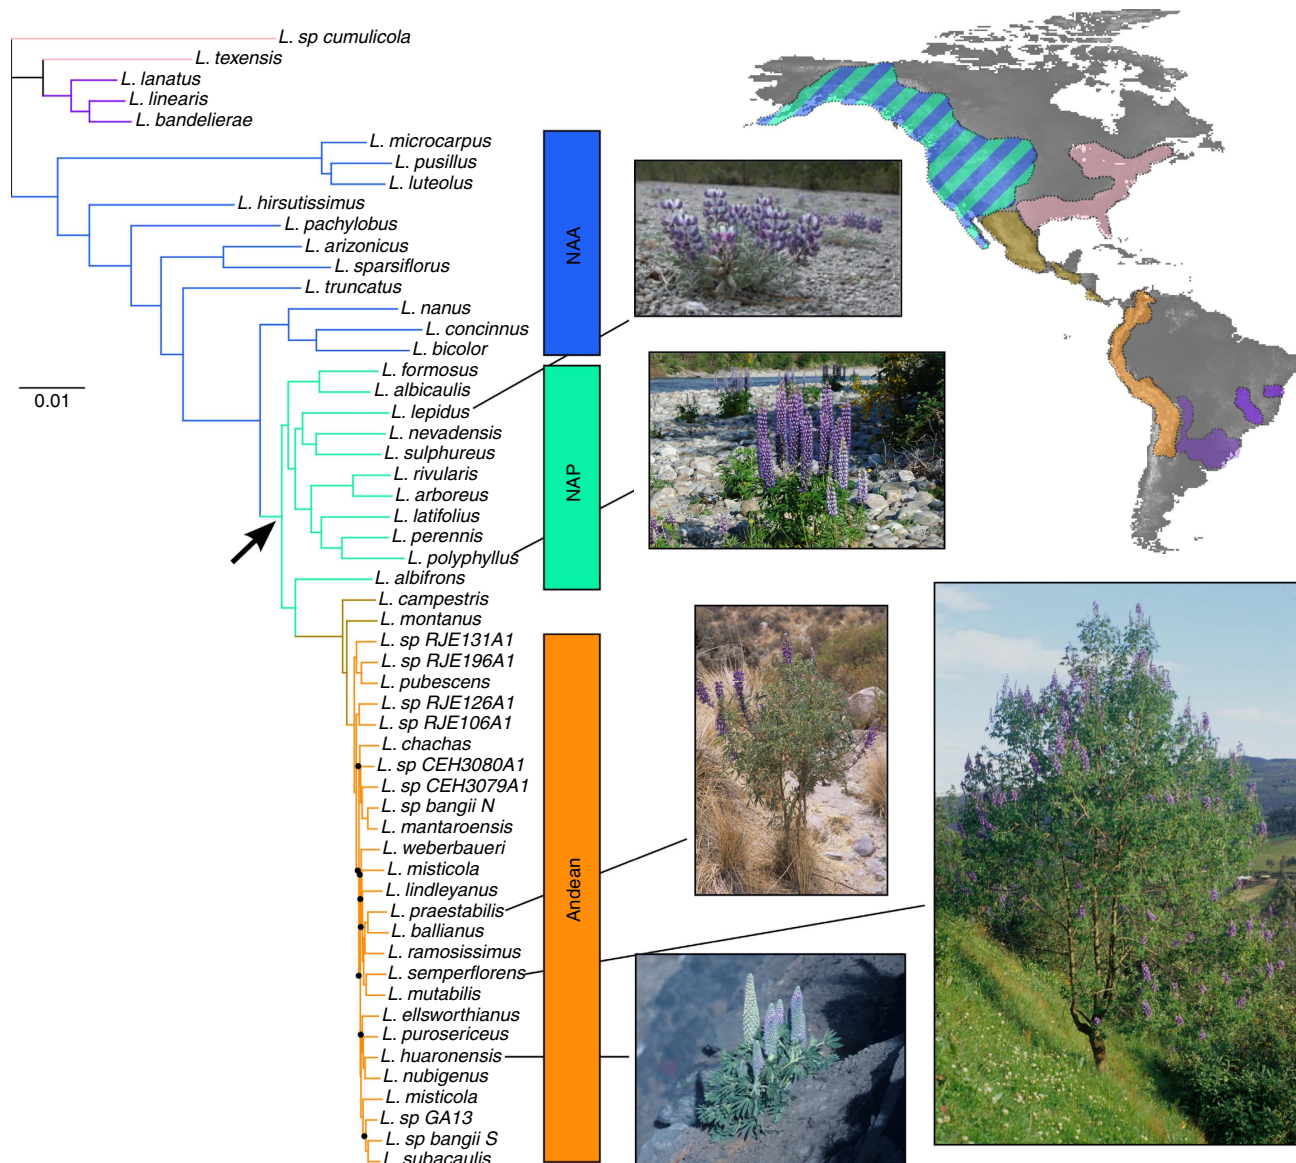 L. sp cumulicola
L. texensis
L. lanatus
L. linearis
L. bandelierae
L. microcarpus
L. pusillus
L. luteolus
L. hirsutissimus
L. pachylobus
L. arizonicus
L. sparsiflorus
L. truncatus
L. nanus
L. concinnus
L. bicolor
L. formosus
L. albicaulis
L. lepidus
L. nevadensis
L. sulphureus
L. rivularis
L. arboreus
L. latifolius
L. perennis
L. polyphyllus
L. albifrons
L. campestris
L. montanus
L. sp RJE131A1
L. sp RJE196A1
L. pubescens
L. sp RJE126A1
L. sp RJE106A1
L. chachas
L. sp CEH3080A1
L. sp CEH3079A1
L. sp bangii N
L. mantaroensis
L. weberbaueri
L. misticola
L. lindleyanus
L. praestabilis
L. ballianus
L. ramosissimus
L. semperflorens
L. mutabilis
L. ellsworthianus
L. purosericeus
L. huaronensis
L. nubigenus
L. misticola
L. sp GA13
L. sp bangii S
L. subacaulis
0.01
NAA
NAP
Andean